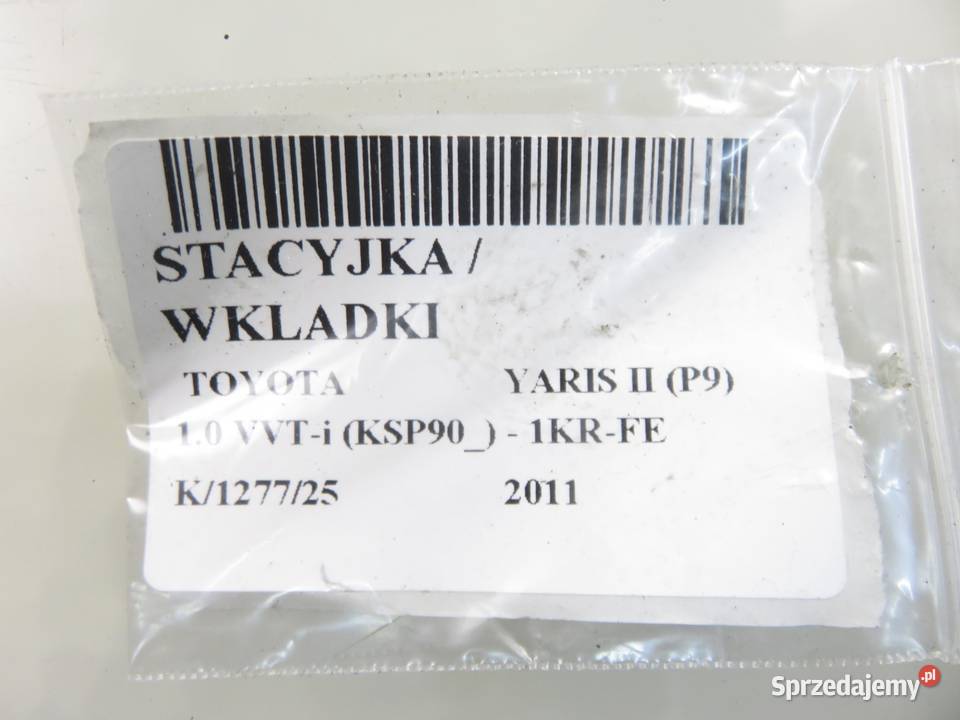 STACYJKA /
WKLADKI
TOYOTA YARIS II (P9)
1.0 VVT-i (KSP90_) - 1KR-FE
K/1277/25 2011
Sprzedajemy.pl